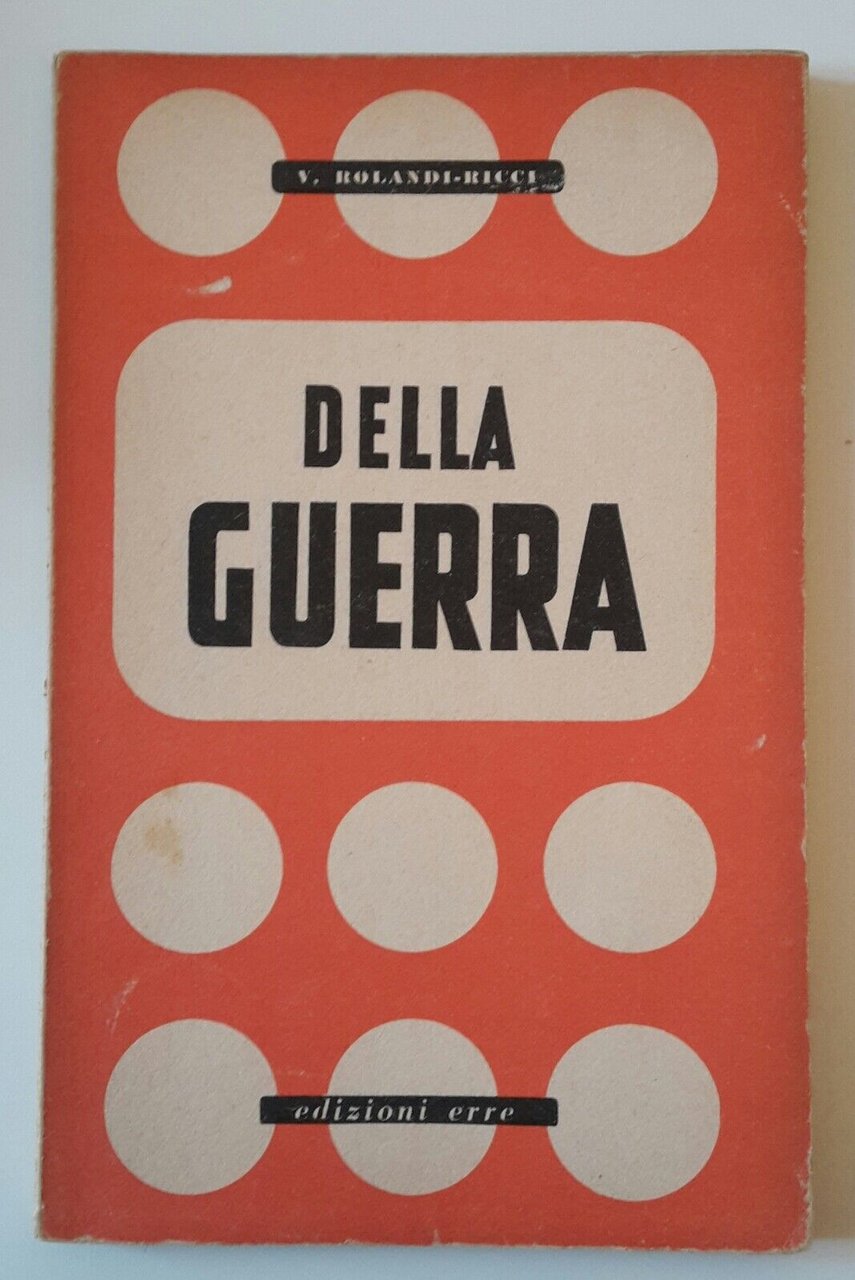 V. ROLANDI-RICCI
DELLA
GUERRA
edizioni erre